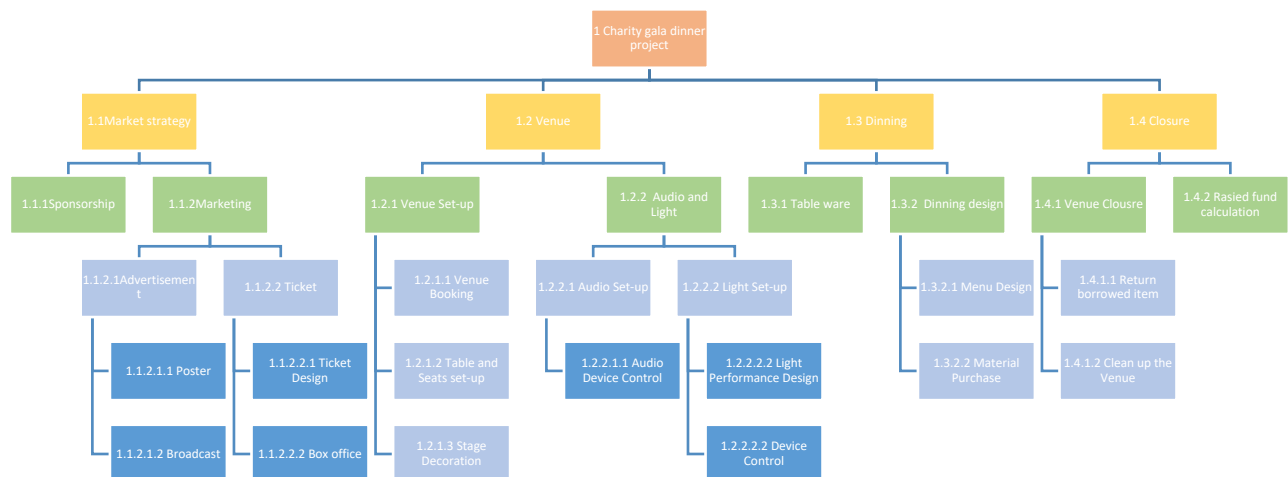 1 Charity gala dinner
project
1.1Market strategy
1.2 Venue
1.3 Dinning
1.4 Closure
1.1.1Sponsorship
1.1.2Marketing
1.2.1 Venue Set-up
1.2.2 Audio and
Light
1.3.1 Table ware
1.3.2 Dinning design
1.4.1 Venue Clousre
1.4.2 Rasied fund
calculation
1.1.2.1Advertisemen
t
1.1.2.2 Ticket
1.2.1.1 Venue
Booking
1.2.2.1 Audio Set-up
1.2.2.2 Light Set-up
1.3.2.1 Menu Design
1.4.1.1 Return
borrowed item
1.1.2.1.1 Poster
1.1.2.2.1 Ticket
Design
1.2.1.2 Table and
Seats set-up
1.2.2.1.1 Audio
Device Control
1.2.2.2.2 Light
Performance Design
1.3.2.2 Material
Purchase
1.4.1.2 Clean up the
Venue
1.1.2.1.2 Broadcast
1.1.2.2.2 Box office
1.2.1.3 Stage
Decoration
1.2.2.2.2 Device
Control